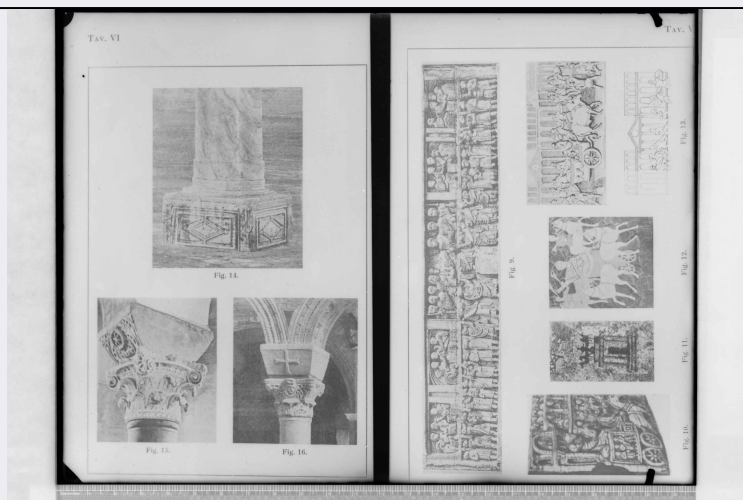 Tav. VI
Fig. 14.
Fig. 15.
Fig. 16.
Tav. V
Fig. 9.
Fig. 13.
Fig. 12.
Fig. 11.
Fig. 10.